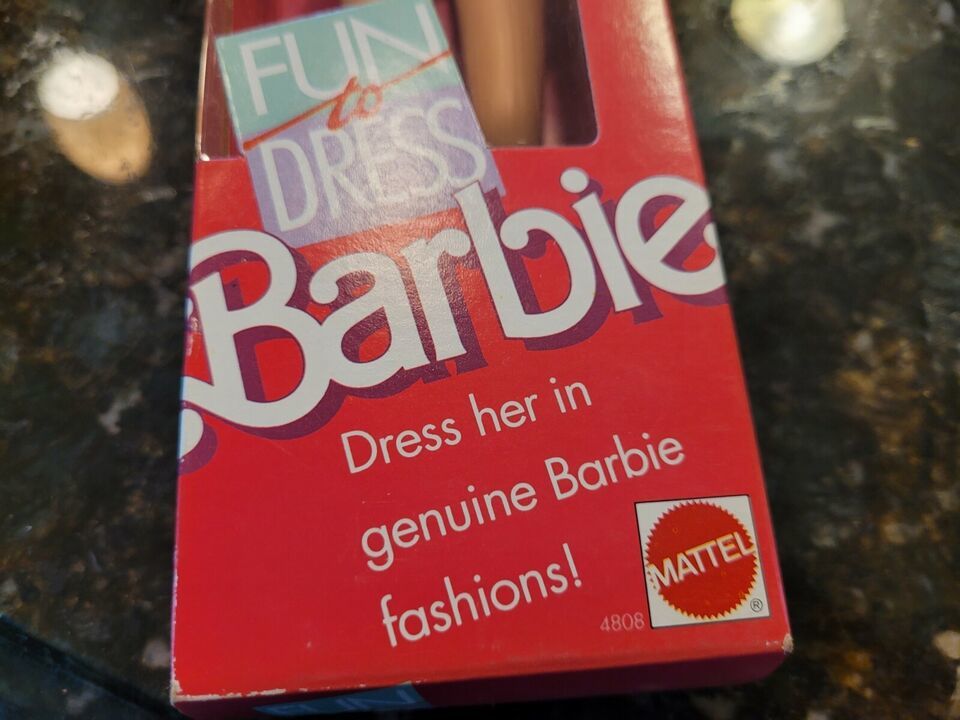 FUN
to
DRESS
Barbie
Dress her in
genuine Barbie
fashions!
MATTEL
®
4808